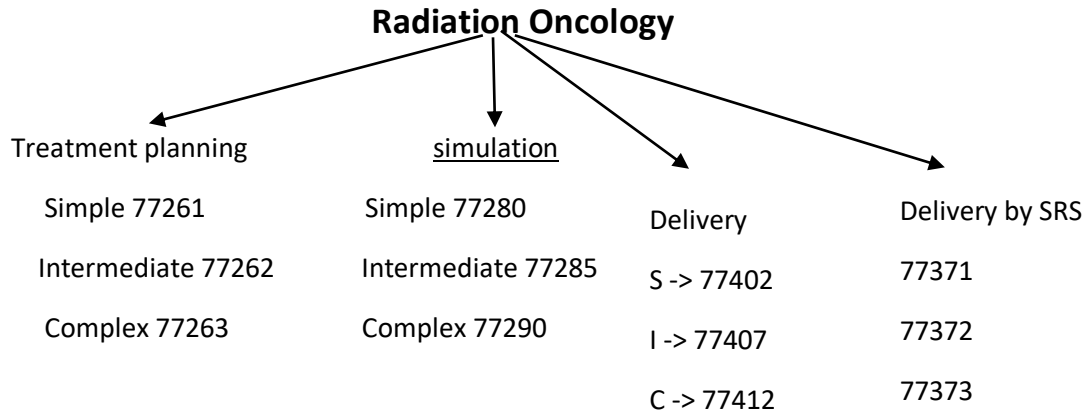 Radiation Oncology
Treatment planning
Simple 77261
Intermediate 77262
Complex 77263
simulation
Simple 77280
Intermediate 77285
Complex 77290
Delivery
S -> 77402
I -> 77407
C -> 77412
Delivery by SRS
77371
77372
77373